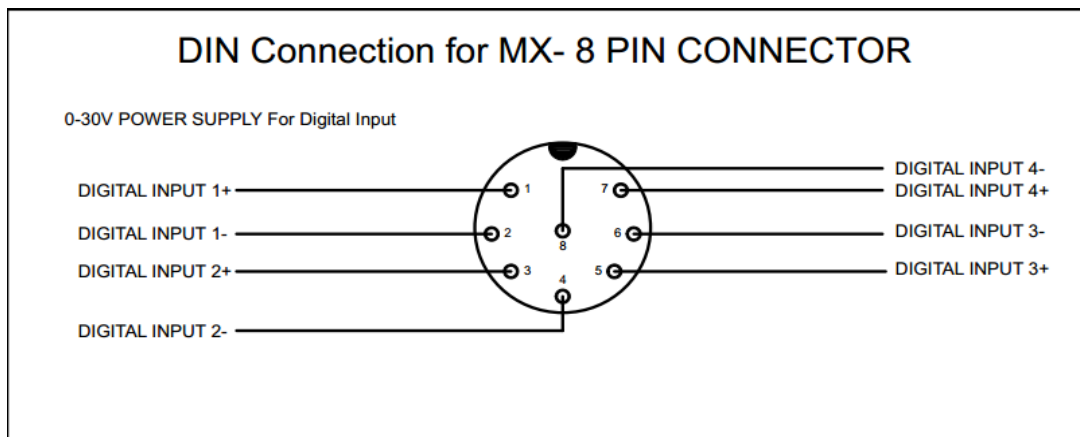 DIN Connection for MX- 8 PIN CONNECTOR
0-30V POWER SUPPLY For Digital Input
DIGITAL INPUT 1+
DIGITAL INPUT 1-
DIGITAL INPUT 2+
DIGITAL INPUT 2-
1
2
3
4
5
6
7
8
DIGITAL INPUT 4-
DIGITAL INPUT 4+
DIGITAL INPUT 3-
DIGITAL INPUT 3+